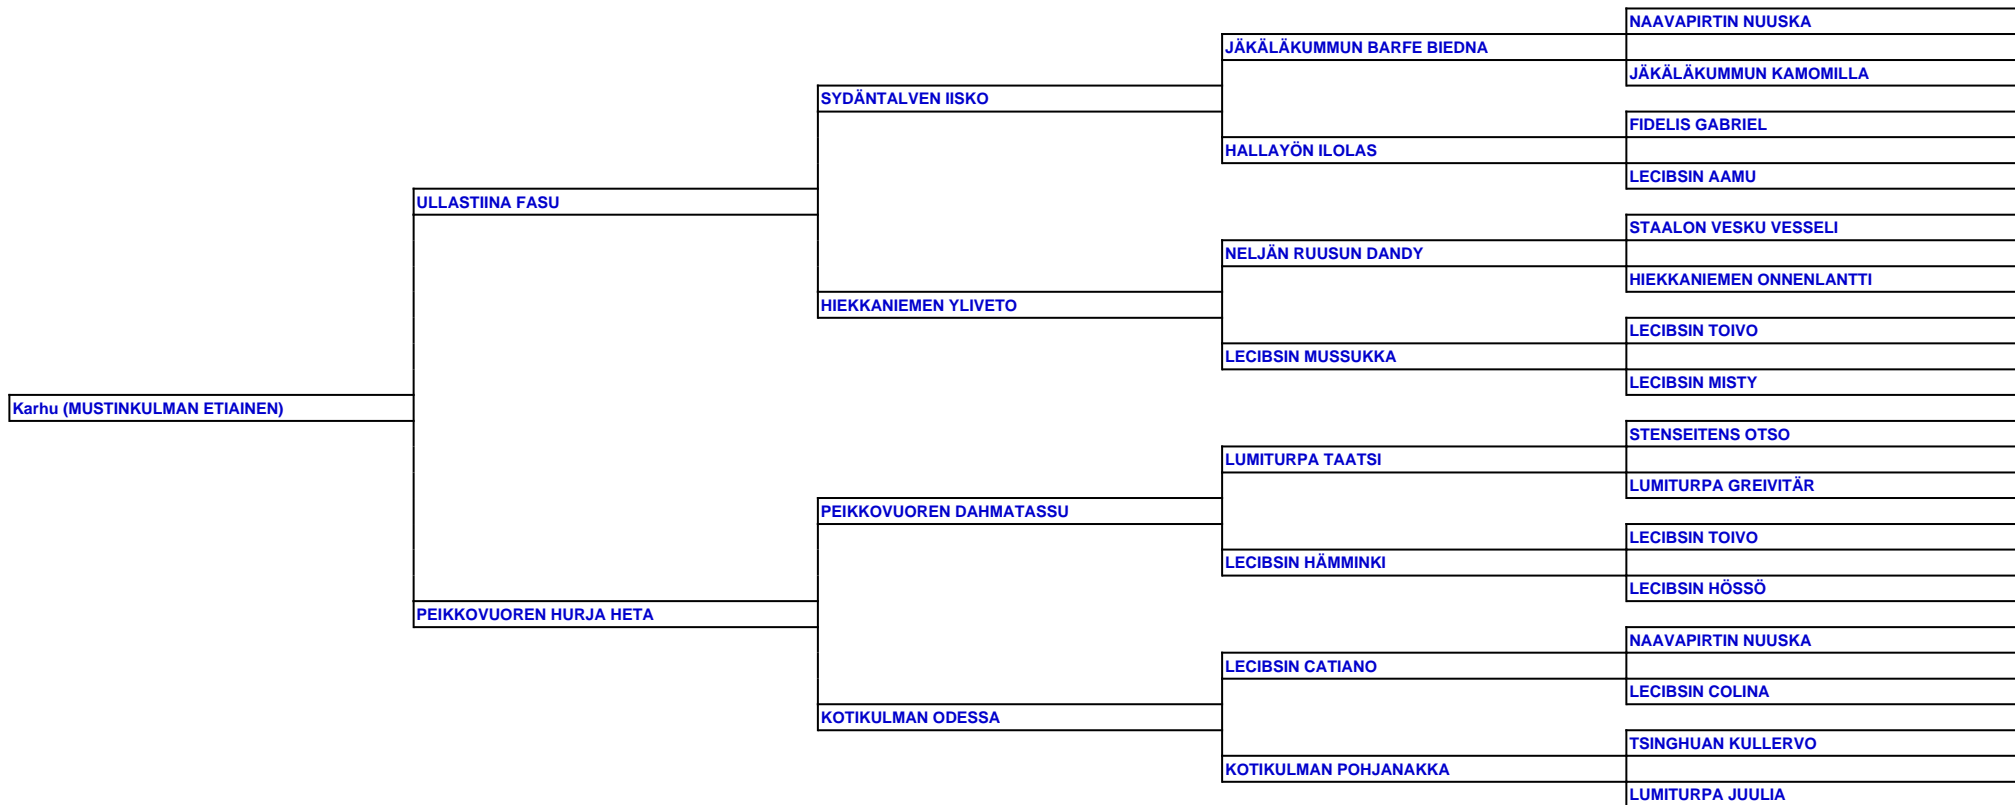 NAAVAPIRTIN NUUSKA
JÄKÄLÄKUMMUN BARFE BIEDNA
JÄKÄLÄKUMMUN KAMOMILLA
SYDÄNTALVEN IISKO
FIDELIS GABRIEL
HALLAYÖN ILOLAS
LECIBSIN AAMU
ULLASTIINA FASU
STAALON VESKU VESSELI
NELJÄN RUUSUN DANDY
HIEKKANIEMEN ONNENLANTTI
HIEKKANIEMEN YLIVETO
LECIBSIN TOIVO
LECIBSIN MUSSUKKA
LECIBSIN MISTY
Karhu (MUSTINKULMAN ETIAINEN)
STENSEITENS OTSO
LUMITURPA TAATSI
LUMITURPA GREIVITÄR
PEIKKOVUOREN DAHMATASSU
LECIBSIN TOIVO
LECIBSIN HÄMMINKI
LECIBSIN HÖSSÖ
PEIKKOVUOREN HURJA HETA
NAAVAPIRTIN NUUSKA
LECIBSIN CATIANO
LECIBSIN COLINA
KOTIKULMAN ODESSA
TSINGHUAN KULLERVO
KOTIKULMAN POHJANAKKA
LUMITURPA JUULIA